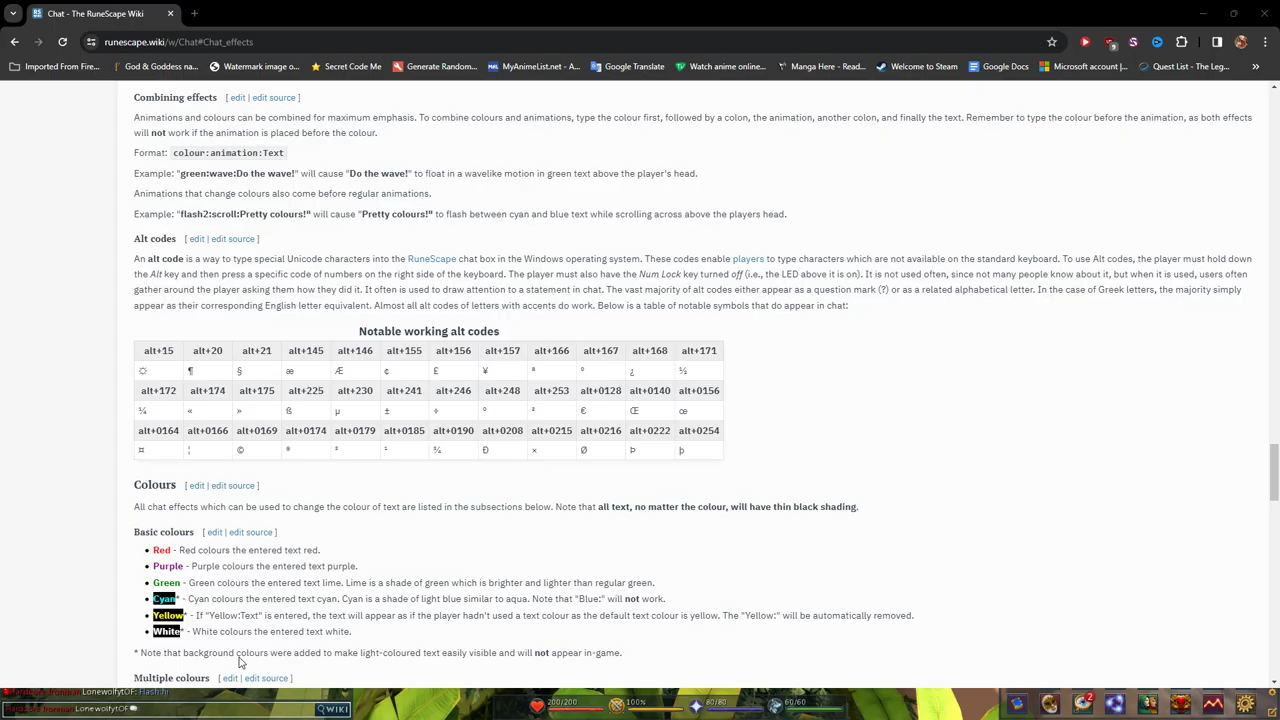 Chat - The RuneScape Wiki
runescape.wiki/w/Chat#Chat_effects
Imported From Fire... God & Goddess na... Watermark image o... Secret Code Me Generate Random... MyAnimeList.net - A... Google Translate Watch anime online... Manga Here - Read... Welcome to Steam Google Docs Microsoft account |... Quest List - The Leg... All Bookmarks
Combining effects [ edit | edit source ]
Animations and colours can be combined for maximum emphasis. To combine colours and animations, type the colour first, followed by a colon, the animation, another colon, and finally the text. Remember to type the colour before the animation, as both effects
will not work if the animation is placed before the colour.
Format: colour:animation:Text
Example: "green:wave:Do the wave!" will cause "Do the wave!" to float in a wavelike motion in green text above the player's head.
Animations that change colours also come before regular animations.
Example: "flash2:scroll:Pretty colours!" will cause "Pretty colours!" to flash between cyan and blue text while scrolling across above the players head.
Alt codes [ edit | edit source ]
An alt code is a way to type special Unicode characters into the RuneScape chat box in the Windows operating system. These codes enable players to type characters which are not available on the standard keyboard. To use Alt codes, the player must hold down
the Alt key and then press a specific code of numbers on the right side of the keyboard. The player must also have the Num Lock key turned off (i.e., the LED above it is on). It is not used often, since not many people know about it, but when it is used, users often
gather around the player asking them how they did it. It often is used to draw attention to a statement in chat. The vast majority of alt codes either appear as a question mark (?) or as a related alphabetical letter. In the case of Greek letters, the majority simply
appear as their corresponding English letter equivalent. Almost all alt codes of letters with accents do work. Below is a table of notable symbols that do appear in chat:
Notable working alt codes
alt+15 alt+20 alt+21 alt+145 alt+146 alt+155 alt+156 alt+157 alt+166 alt+167 alt+168 alt+171
☼ ¶ § æ Æ ¢ £ ¥ ª º ¿ ½
alt+172 alt+174 alt+175 alt+225 alt+230 alt+241 alt+246 alt+248 alt+253 alt+0128 alt+0140 alt+0156
¼ « » ß µ ± ÷ ° ² € Œ œ
alt+0164 alt+0166 alt+0169 alt+0174 alt+0179 alt+0185 alt+0190 alt+0208 alt+0215 alt+0216 alt+0222 alt+0254
¤ ¦ © ® ³ ¹ ¾ Ð × Ø Þ þ
Colours [ edit | edit source ]
All chat effects which can be used to change the colour of text are listed in the subsections below. Note that all text, no matter the colour, will have thin black shading.
Basic colours [ edit | edit source ]
• Red - Red colours the entered text red.
• Purple - Purple colours the entered text purple.
• Green - Green colours the entered text lime. Lime is a shade of green which is brighter and lighter than regular green.
• Cyan* - Cyan colours the entered text cyan. Cyan is a shade of light blue similar to aqua. Note that "Blue:" will not work.
• Yellow* - If "Yellow:Text" is entered, the text will appear as if the player hadn't used a text colour as the default text colour is yellow. The "Yellow:" will be automatically removed.
• White* - White colours the entered text white.
* Note that background colours were added to make light-coloured text easily visible and will not appear in-game.
Multiple colours [ edit | edit source ]
Hardcore Ironman LonewolfytOF: Flash:hi
Hardcore Ironman LonewolfytOF WIKI 200/200 100% 80/80 60/60 2